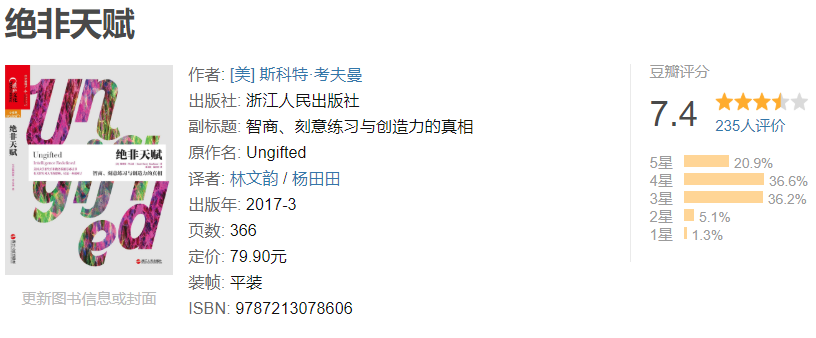 绝非天赋
Un
gif
ted
绝非天赋
Ungifted
Intelligence Redefined
绝非天赋
智商、刻意练习与创造力的真相
更新图书信息或封面
作者: [美] 斯科特·考夫曼
出版社: 浙江人民出版社
副标题: 智商、刻意练习与创造力的真相
原作名: Ungifted
译者: 林文韵 / 杨田田
出版年: 2017-3
页数: 366
定价: 79.90元
装帧: 平装
ISBN: 9787213078606
豆瓣评分
7.4
235人评价
5星 20.9%
4星 36.6%
3星 36.2%
2星 5.1%
1星 1.3%